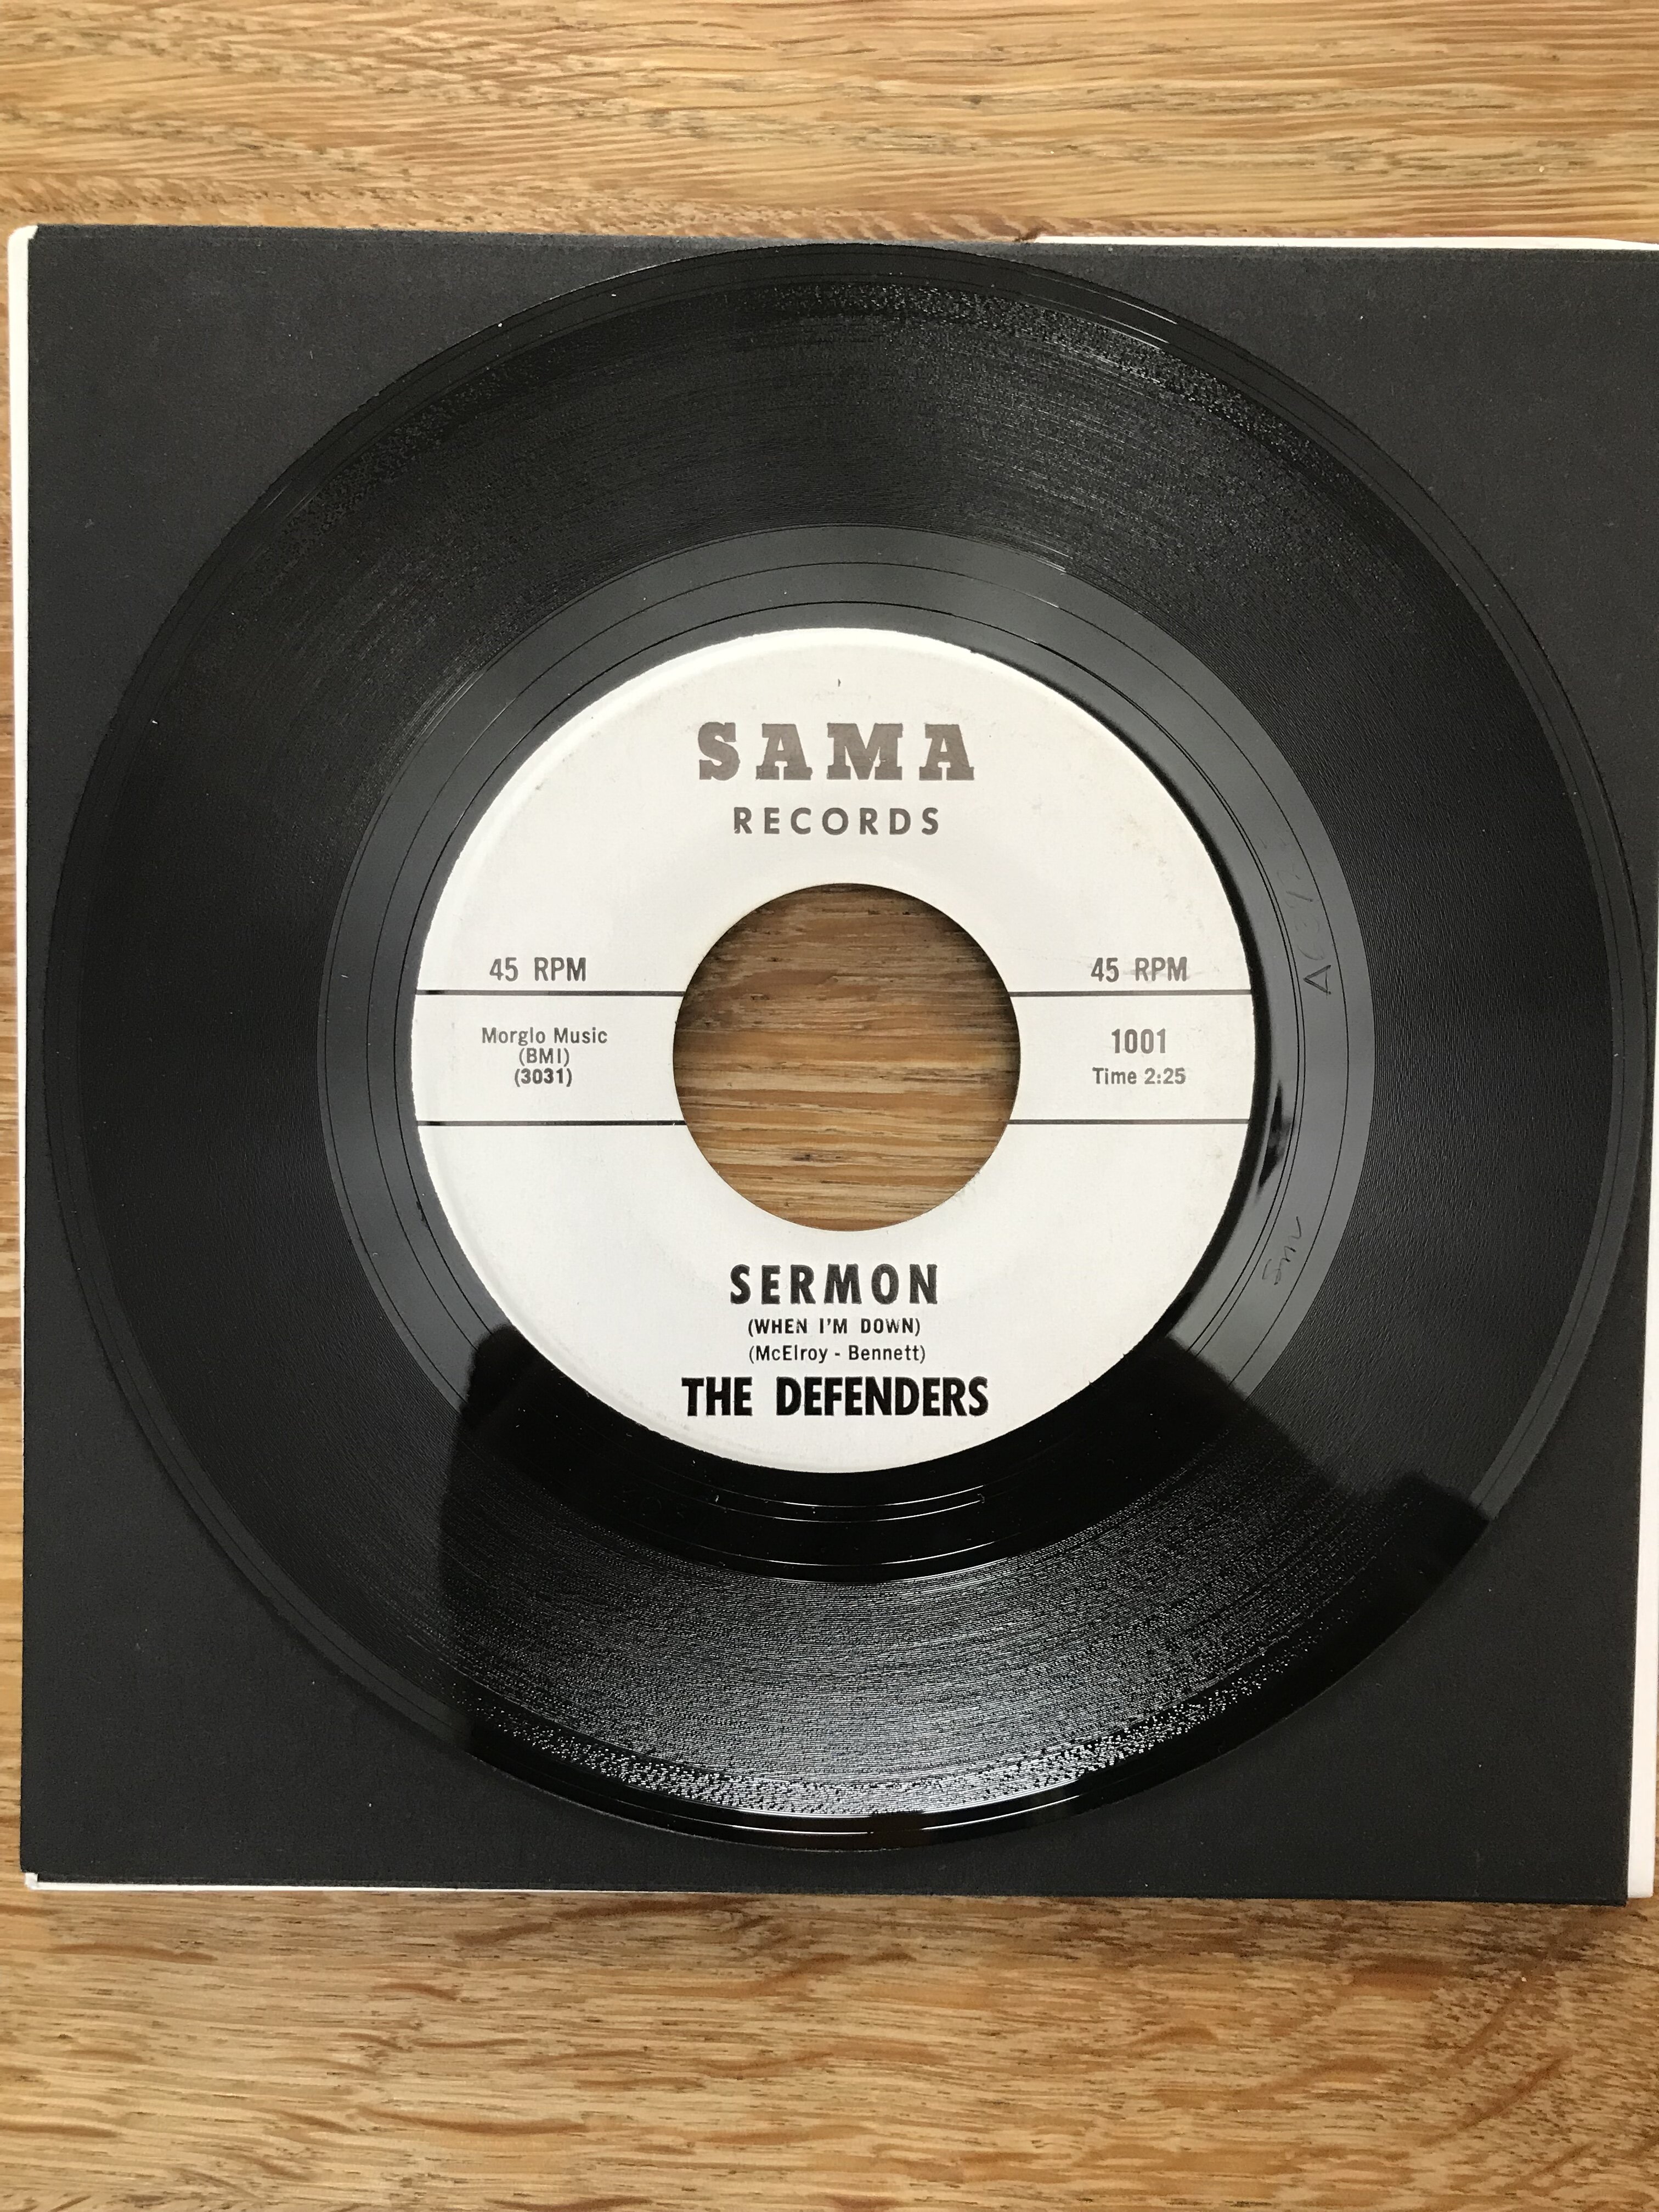 SAMA
RECORDS
45 RPM
45 RPM
Morglo Music
(BMI)
(3031)
1001
Time 2:25
SERMON
(WHEN I'M DOWN)
(McElroy - Bennett)
THE DEFENDERS